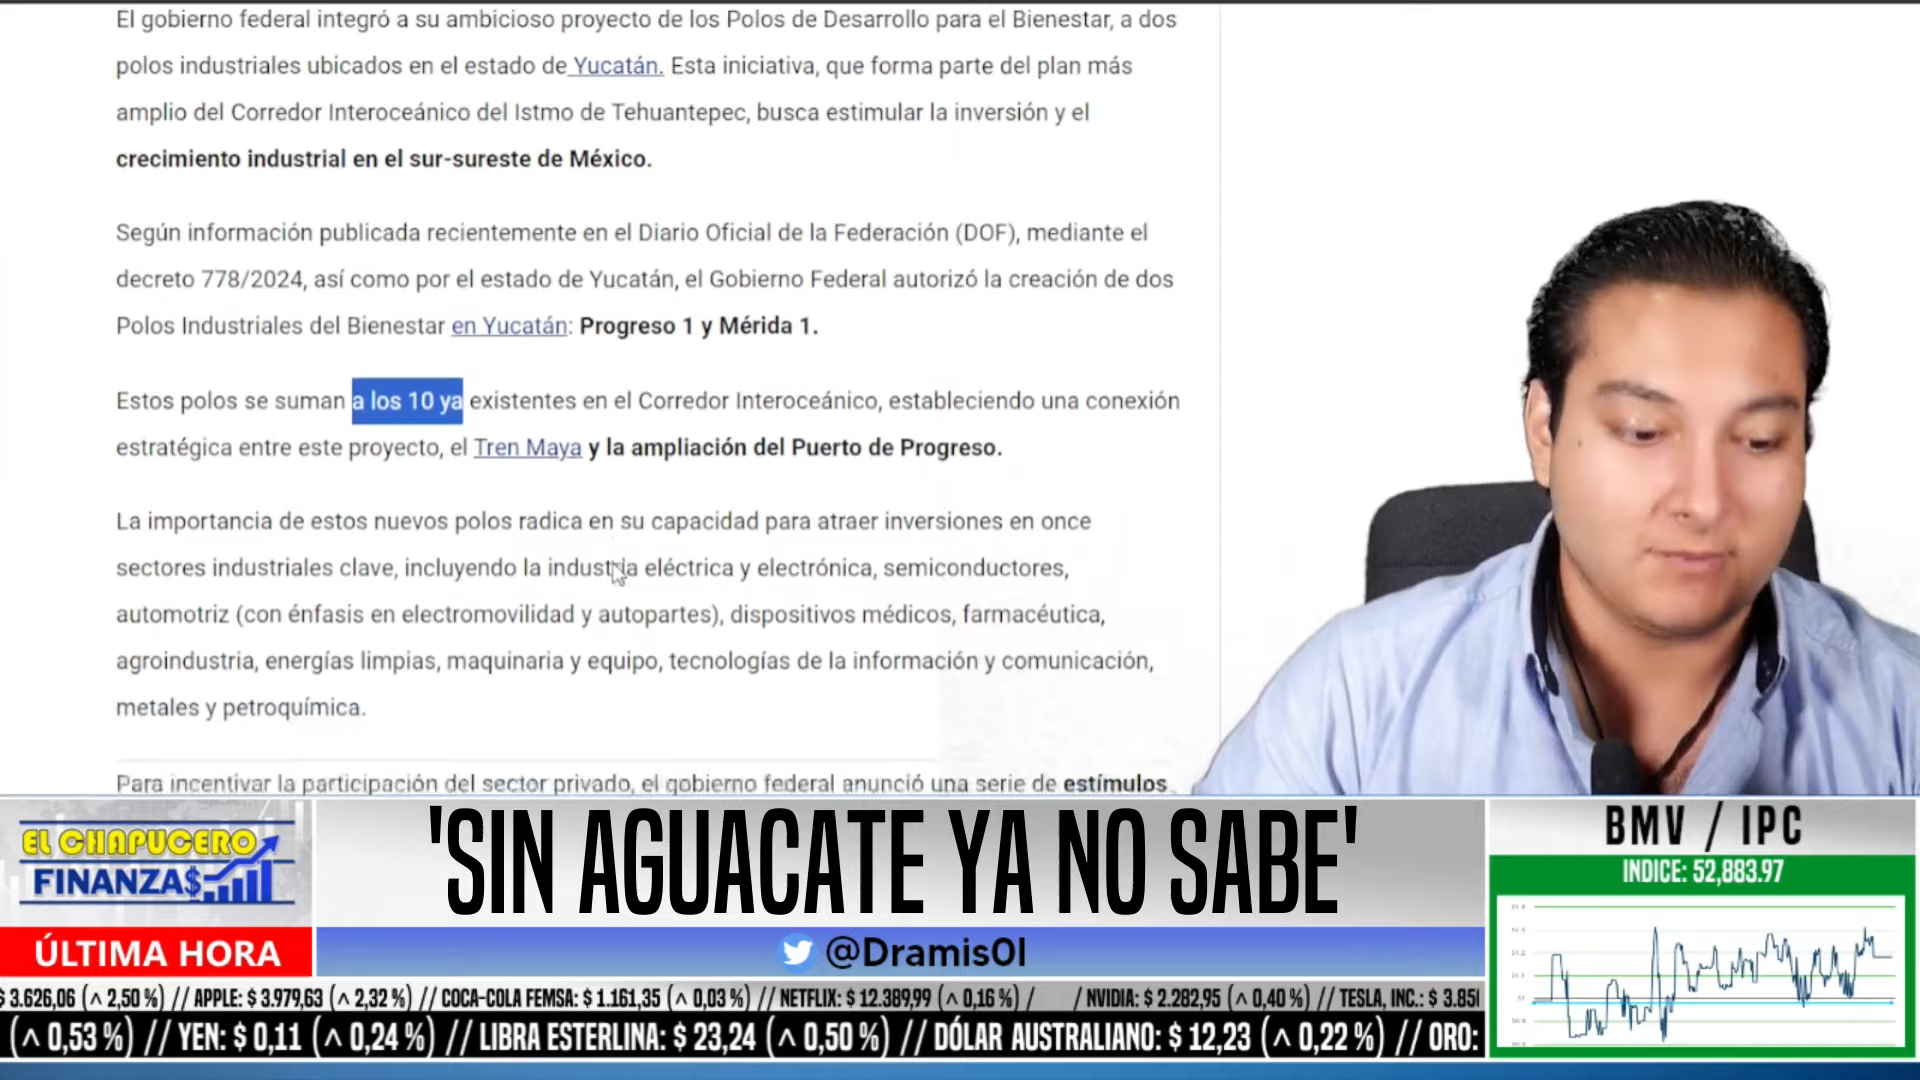 El gobierno federal integró a su ambicioso proyecto de los Polos de Desarrollo para el Bienestar, a dos
polos industriales ubicados en el estado de Yucatán. Esta iniciativa, que forma parte del plan más
amplio del Corredor Interoceánico del Istmo de Tehuantepec, busca estimular la inversión y el
crecimiento industrial en el sur-sureste de México.
Según información publicada recientemente en el Diario Oficial de la Federación (DOF), mediante el
decreto 778/2024, así como por el estado de Yucatán, el Gobierno Federal autorizó la creación de dos
Polos Industriales del Bienestar en Yucatán: Progreso 1 y Mérida 1.
Estos polos se suman a los 10 ya existentes en el Corredor Interoceánico, estableciendo una conexión
estratégica entre este proyecto, el Tren Maya y la ampliación del Puerto de Progreso.
La importancia de estos nuevos polos radica en su capacidad para atraer inversiones en once
sectores industriales clave, incluyendo la industria eléctrica y electrónica, semiconductores,
automotriz (con énfasis en electromovilidad y autopartes), dispositivos médicos, farmacéutica,
agroindustria, energías limpias, maquinaria y equipo, tecnologías de la información y comunicación,
metales y petroquímica.
Para incentivar la participación del sector privado, el gobierno federal anunció una serie de estímulos
EL CHAPUCERO
FINANZA$
'SIN AGUACATE YA NO SABE'
BMV / IPC
INDICE: 52,883.97
ÚLTIMA HORA
@Dramis0l
$ 3.626,06 (^ 2,50 %) // APPLE: $ 3.979,63 (^ 2,32 %) // COCA-COLA FEMSA: $ 1.161,35 (^ 0,03 %) // NETFLIX: $ 12.389,99 (^ 0,16 %) / / NVIDIA: $ 2.282,95 (^ 0,40 %) // TESLA, INC.: $ 3.85
(^ 0,53 %) // YEN: $ 0,11 (^ 0,24 %) // LIBRA ESTERLINA: $ 23,24 (^ 0,50 %) // DÓLAR AUSTRALIANO: $ 12,23 (^ 0,22 %) // ORO: